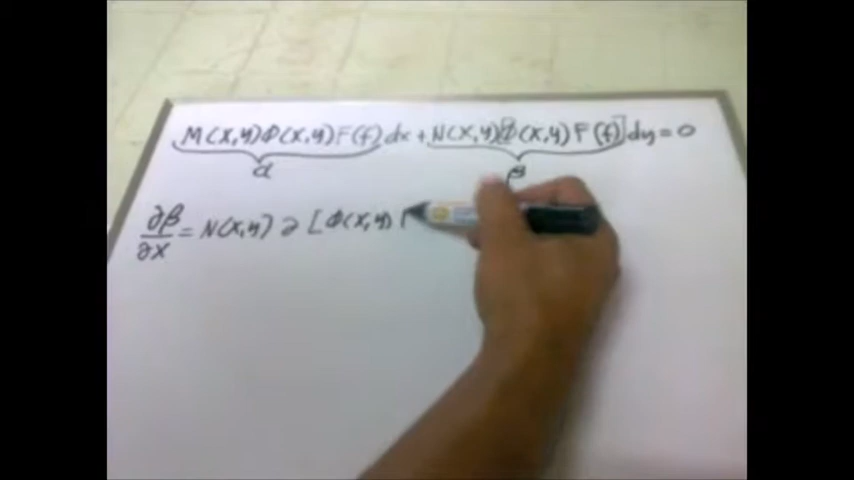 M(x,y)Φ(x,y)F(f)dx+N(x,y)[Φ(x,y)F(f)]dy=0
α β
∂β/∂x = N(x,y) ∂ [Φ(x,y)